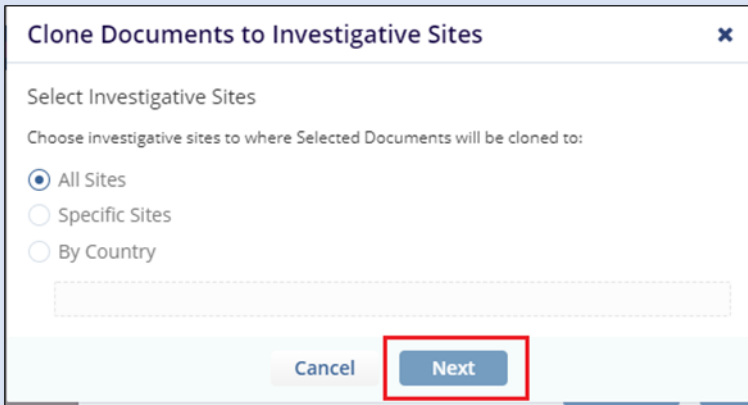 Clone Documents to Investigative Sites
Select Investigative Sites
Choose investigative sites to where Selected Documents will be cloned to:
All Sites
Specific Sites
By Country
Cancel Next